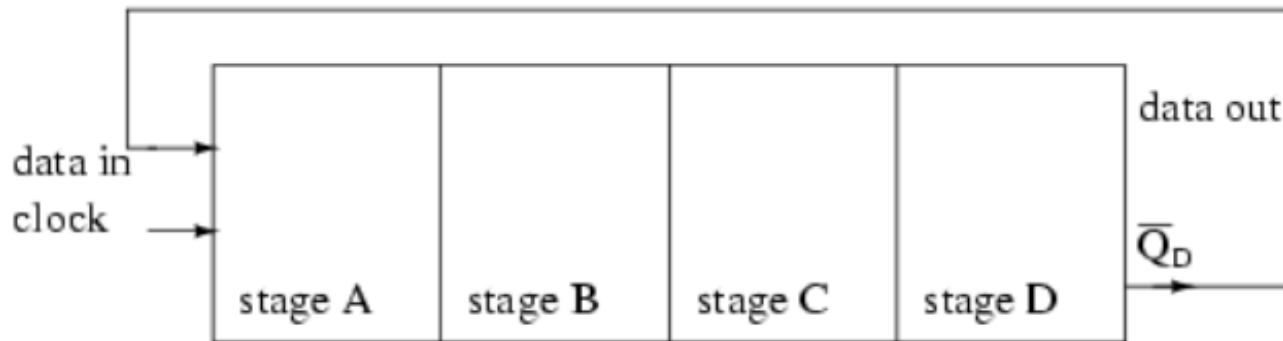 data out
data in
clock
Q̅D
stage A
stage B
stage C
stage D